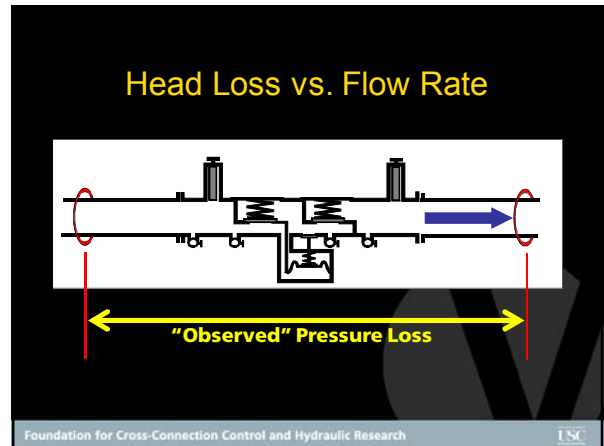 Head Loss vs. Flow Rate
“Observed” Pressure Loss
Foundation for Cross-Connection Control and Hydraulic Research USC